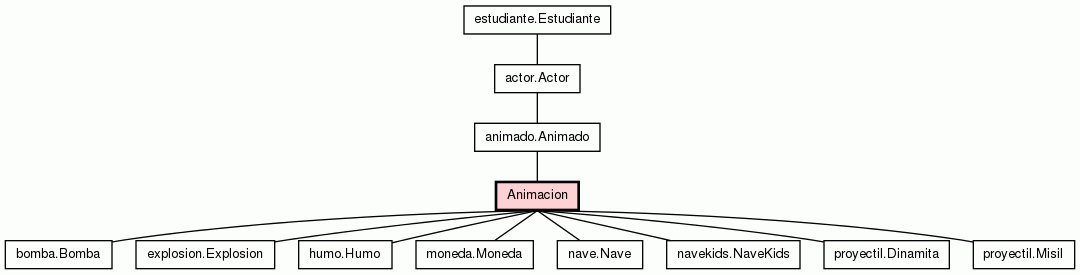 estudiante.Estudiante
actor.Actor
animado.Animado
Animacion
bomba.Bomba
explosion.Explosion
humo.Humo
moneda.Moneda
nave.Nave
navekids.NaveKids
proyectil.Dinamita
proyectil.Misil